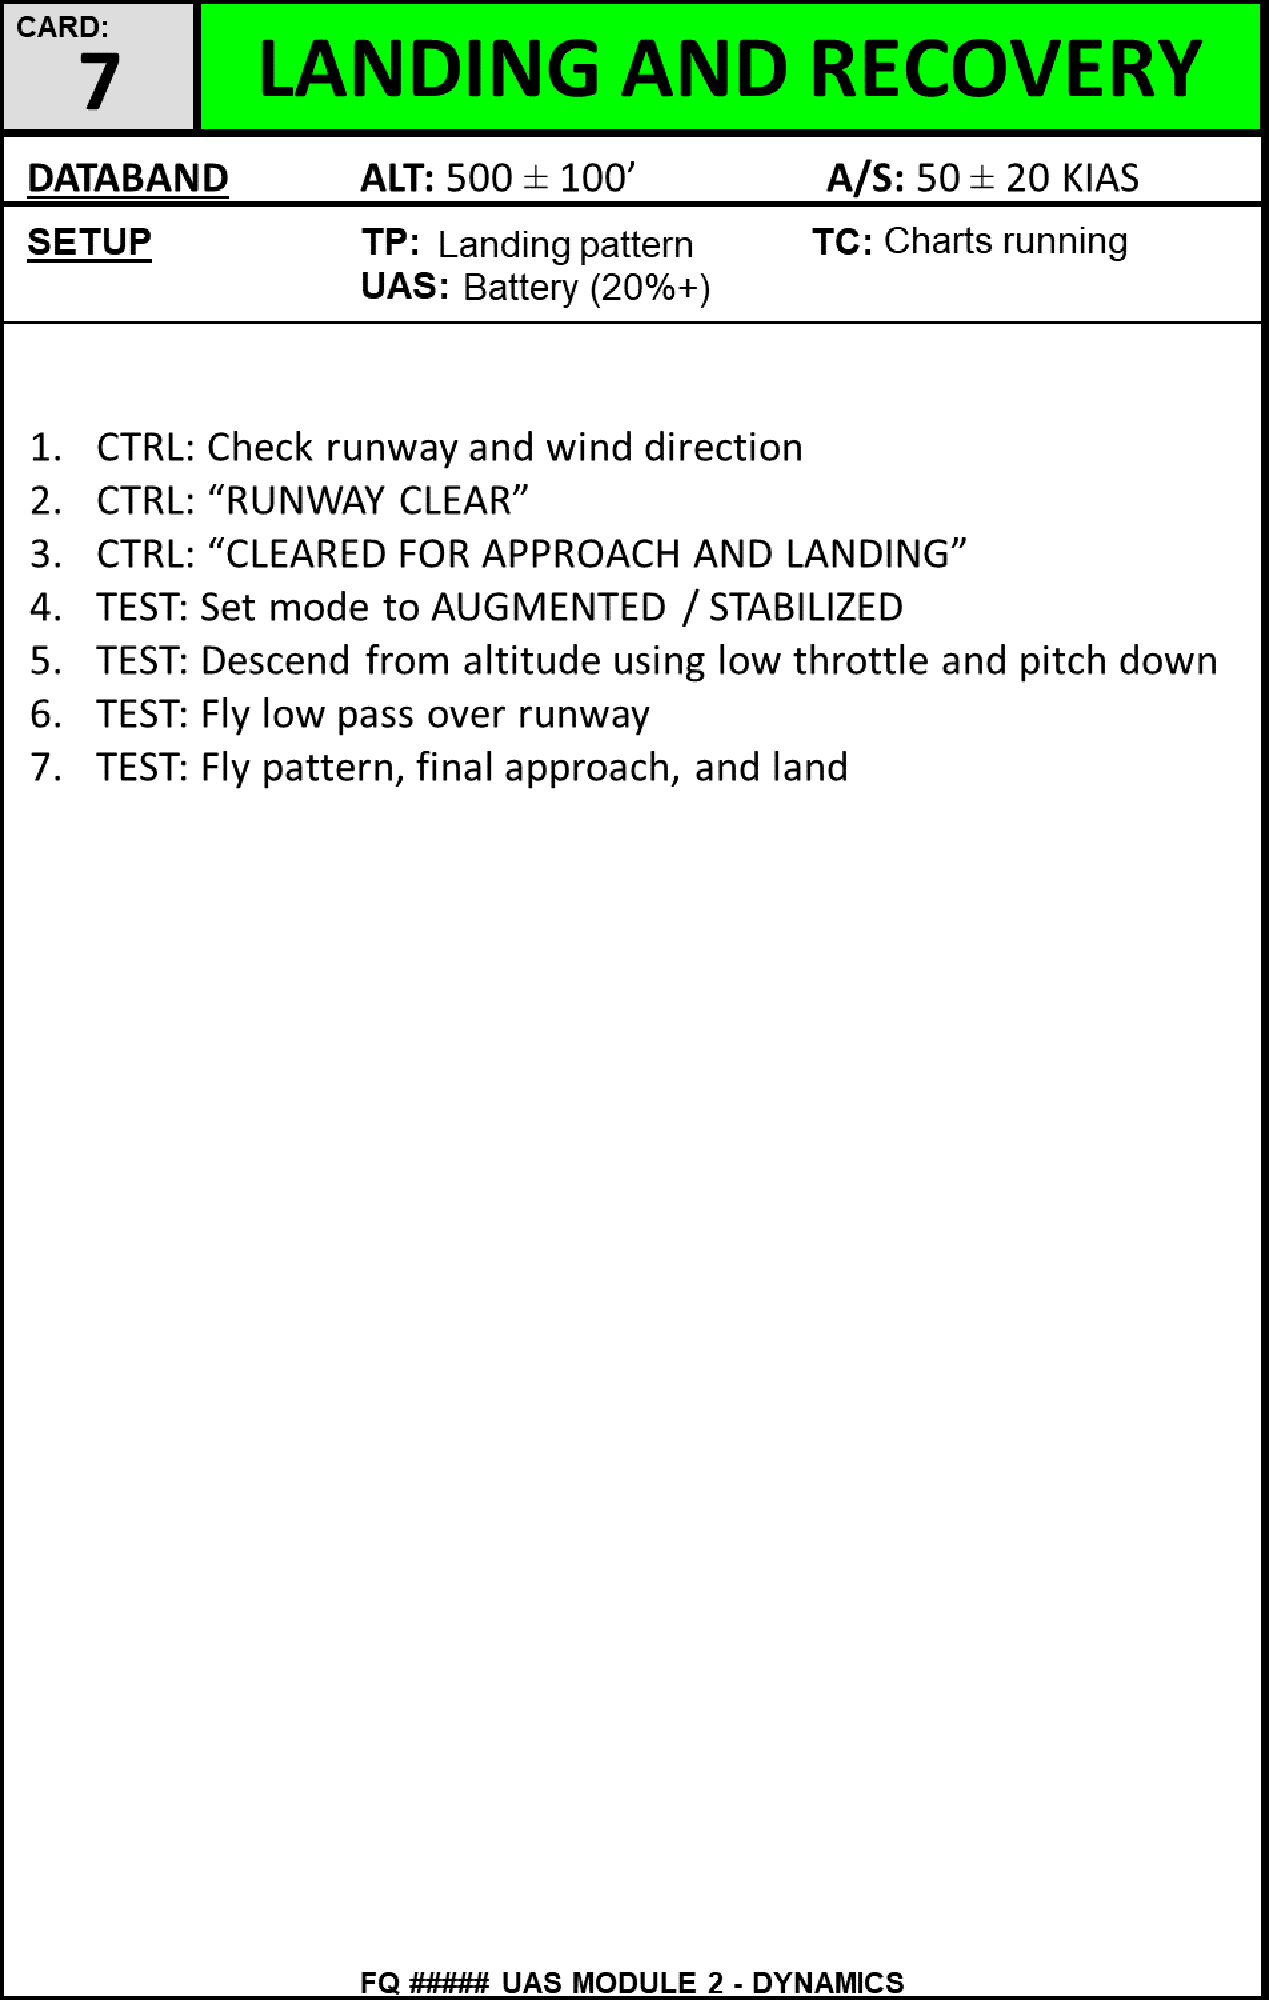 CARD:
7
LANDING AND RECOVERY
DATABAND ALT: 500 ± 100’ A/S: 50 ± 20 KIAS
SETUP TP: Landing pattern TC: Charts running
UAS: Battery (20%+)
1. CTRL: Check runway and wind direction
2. CTRL: “RUNWAY CLEAR”
3. CTRL: “CLEARED FOR APPROACH AND LANDING”
4. TEST: Set mode to AUGMENTED / STABILIZED
5. TEST: Descend from altitude using low throttle and pitch down
6. TEST: Fly low pass over runway
7. TEST: Fly pattern, final approach, and land
FQ ##### UAS MODULE 2 - DYNAMICS